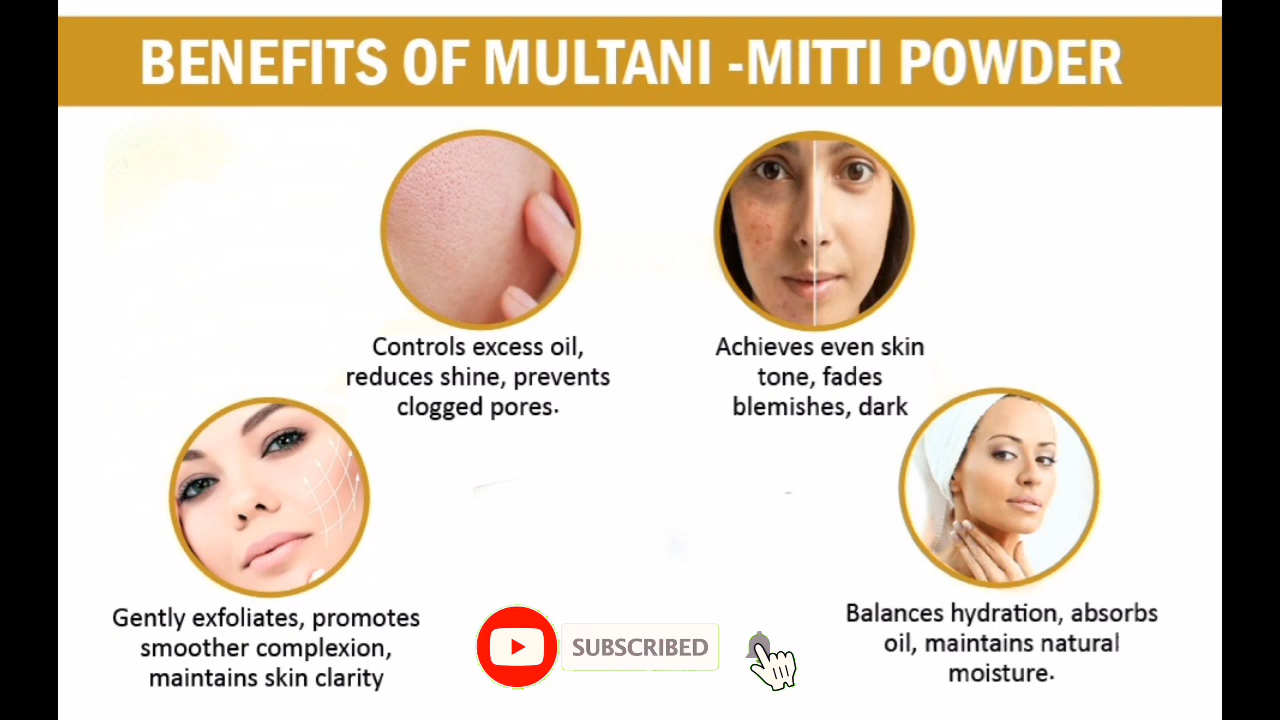 BENEFITS OF MULTANI -MITTI POWDER
Controls excess oil,
reduces shine, prevents
clogged pores.
Achieves even skin
tone, fades
blemishes, dark
Gently exfoliates, promotes
smoother complexion,
maintains skin clarity
Balances hydration, absorbs
oil, maintains natural
moisture.
SUBSCRIBED